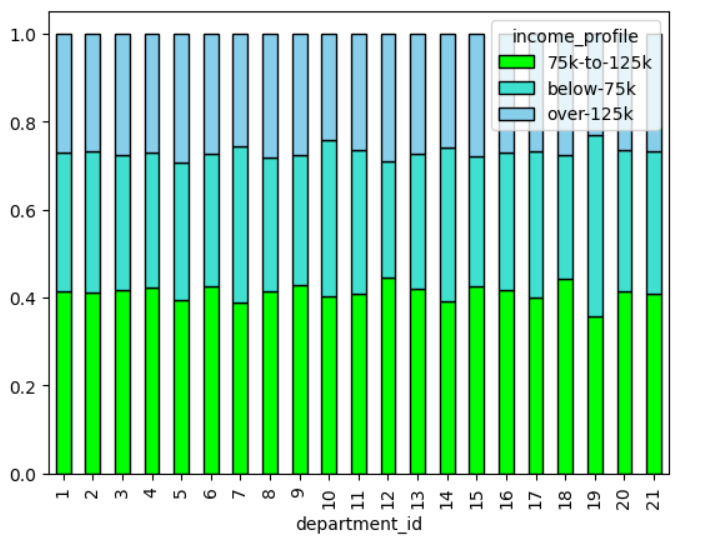 1.0
0.8
0.6
0.4
0.2
0.0
income_profile
75k-to-125k
below-75k
over-125k
1 2 3 4 5 6 7 8 9 10 11 12 13 14 15 16 17 18 19 20 21
department_id